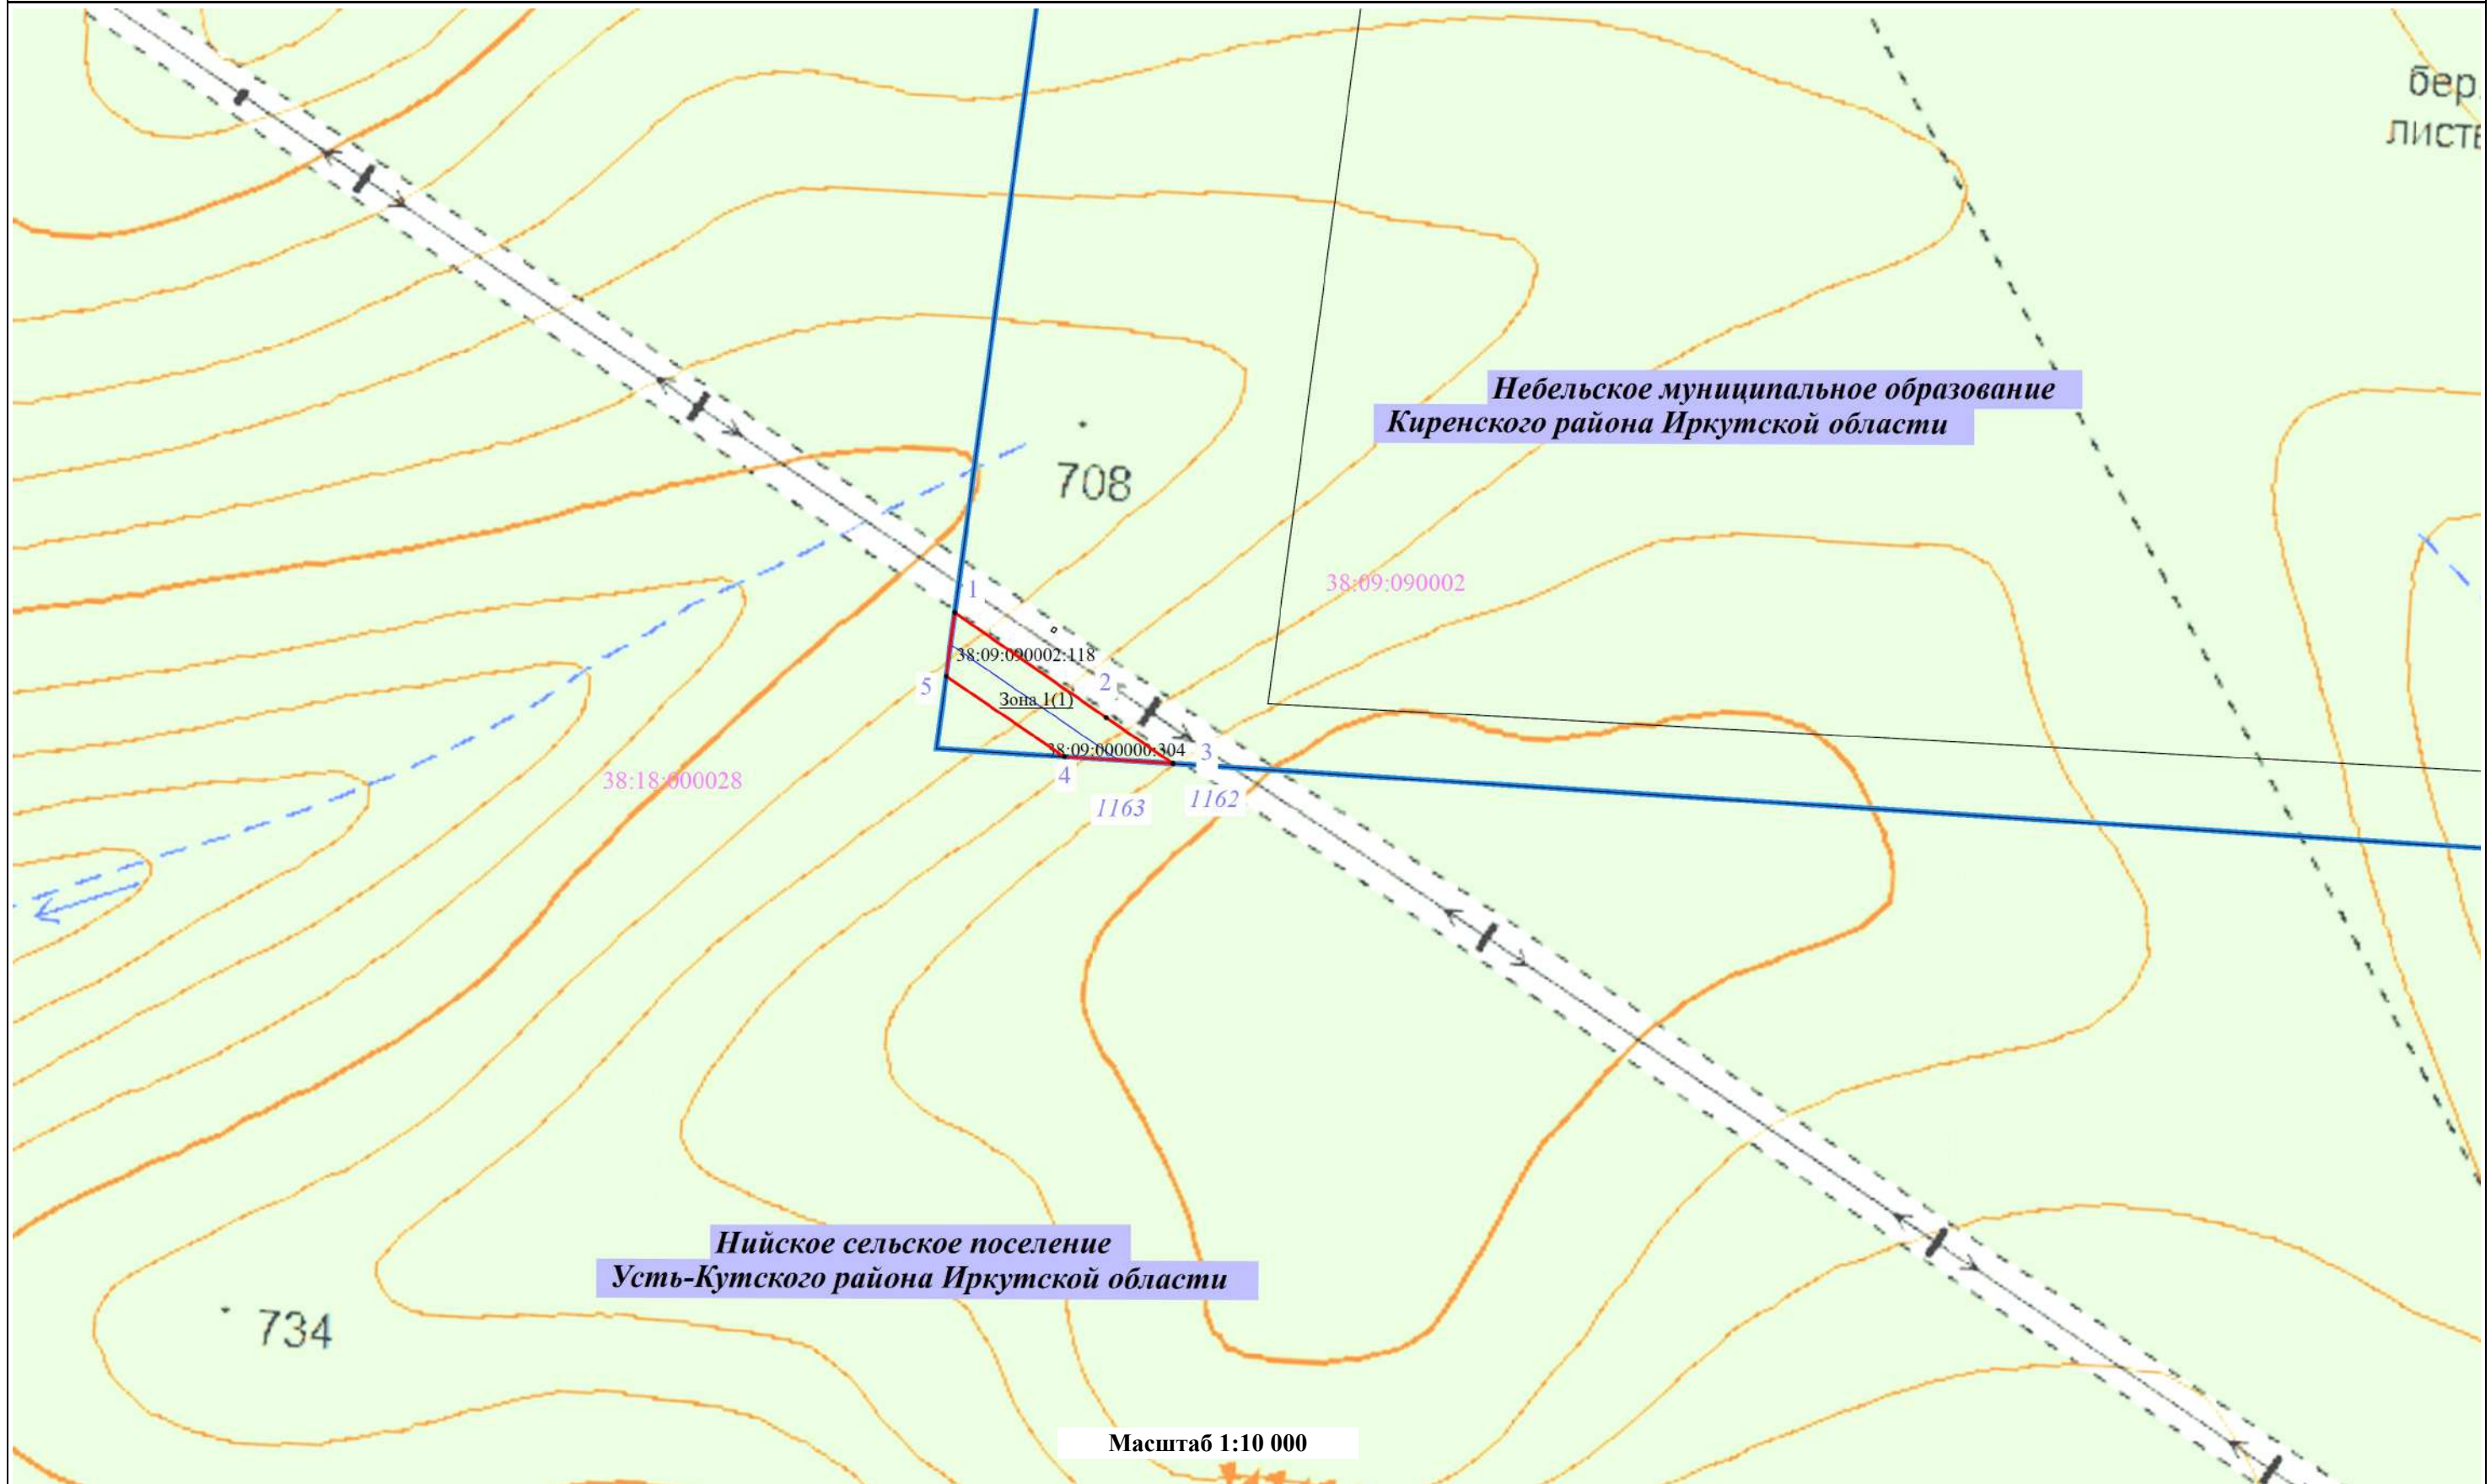 бер.
листв
Небельское муниципальное образование
Киренского района Иркутской области
708
38:09:090002
1
38:09:090002:118
2
5
Зона 1(1)
38:09:000000:304
3
4
38:18:000028
1163
1162
Нийское сельское поселение
Усть-Кутского района Иркутской области
734
Масштаб 1:10 000